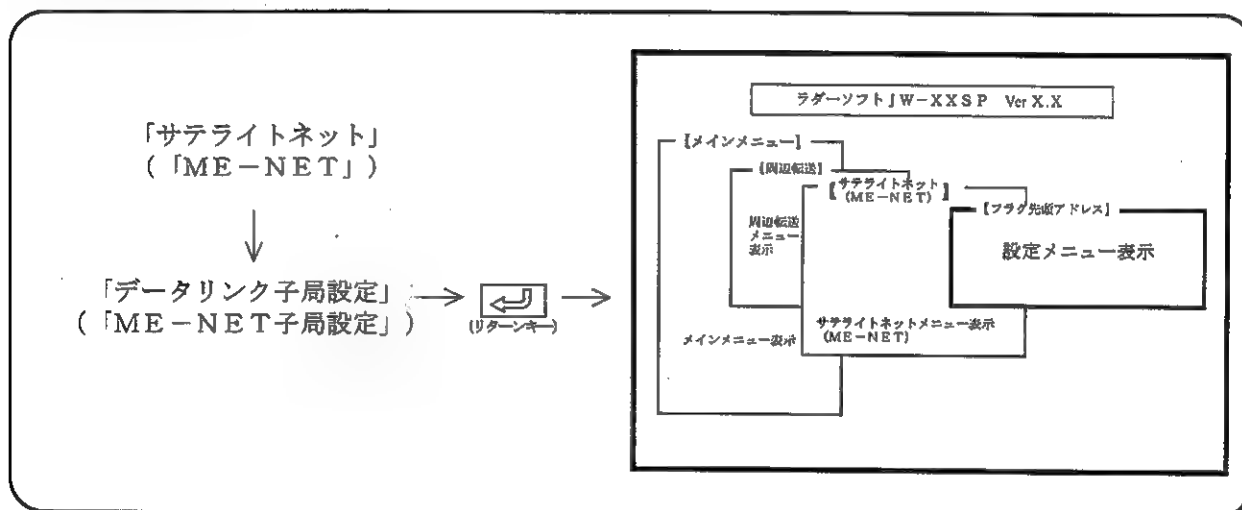 「サテライトネット」
(「ME－NET」)
↓
「データリンク子局設定」
(「ME－NET子局設定」)
→
(リターンキー)
→
ラダーソフトJW－XXSP Ver X.X
【メインメニュー】
【周辺転送】
【サテライトネット
(ME－NET)】
【フラグ先頭アドレス】
周辺転送
メニュー
表示
設定メニュー表示
サテライトネットメニュー表示
(ME－NET)
メインメニュー表示